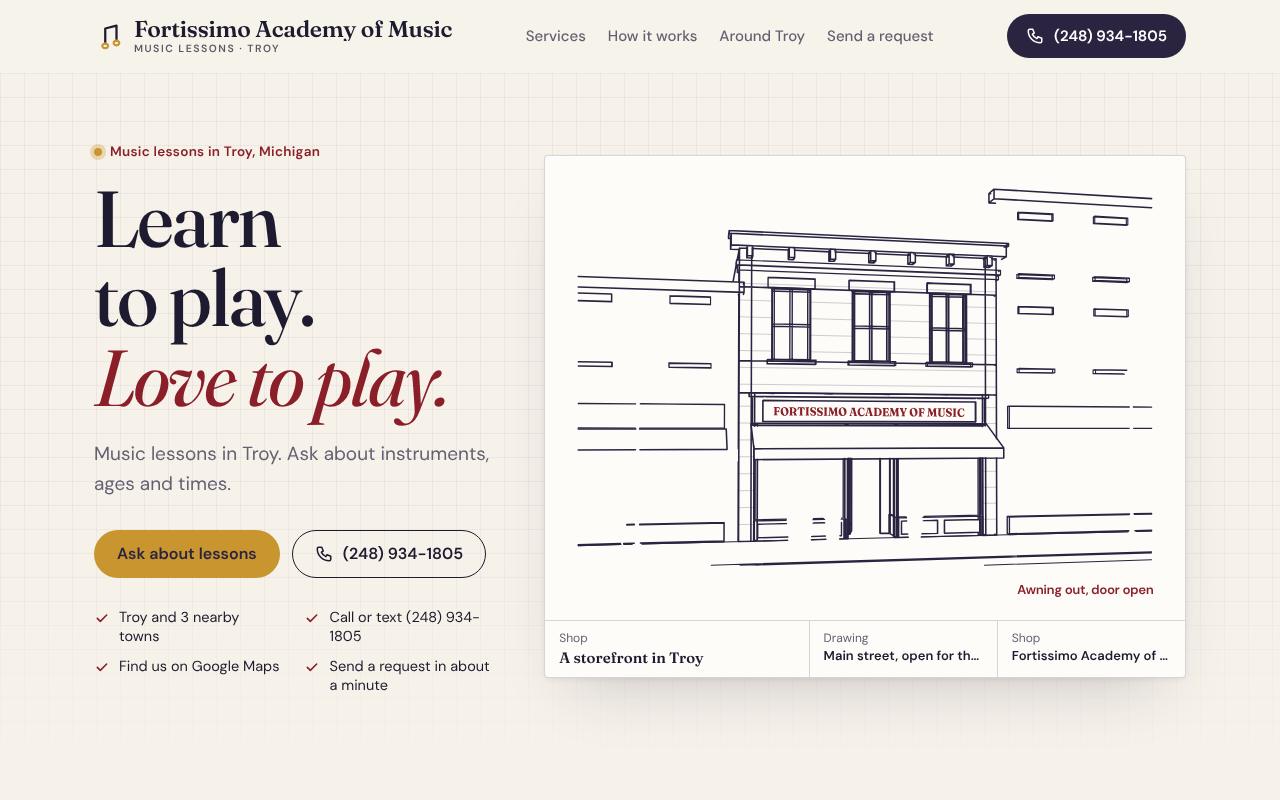 Fortissimo Academy of Music
MUSIC LESSONS · TROY
Services
How it works
Around Troy
Send a request
(248) 934-1805
Music lessons in Troy, Michigan
Learn
to play.
Love to play.
Music lessons in Troy. Ask about instruments,
ages and times.
Ask about lessons
(248) 934-1805
Troy and 3 nearby
towns
Call or text (248) 934-
1805
Find us on Google Maps
Send a request in about
a minute
FORTISSIMO ACADEMY OF MUSIC
Awning out, door open
Shop
A storefront in Troy
Drawing
Main street, open for th...
Shop
Fortissimo Academy of ...